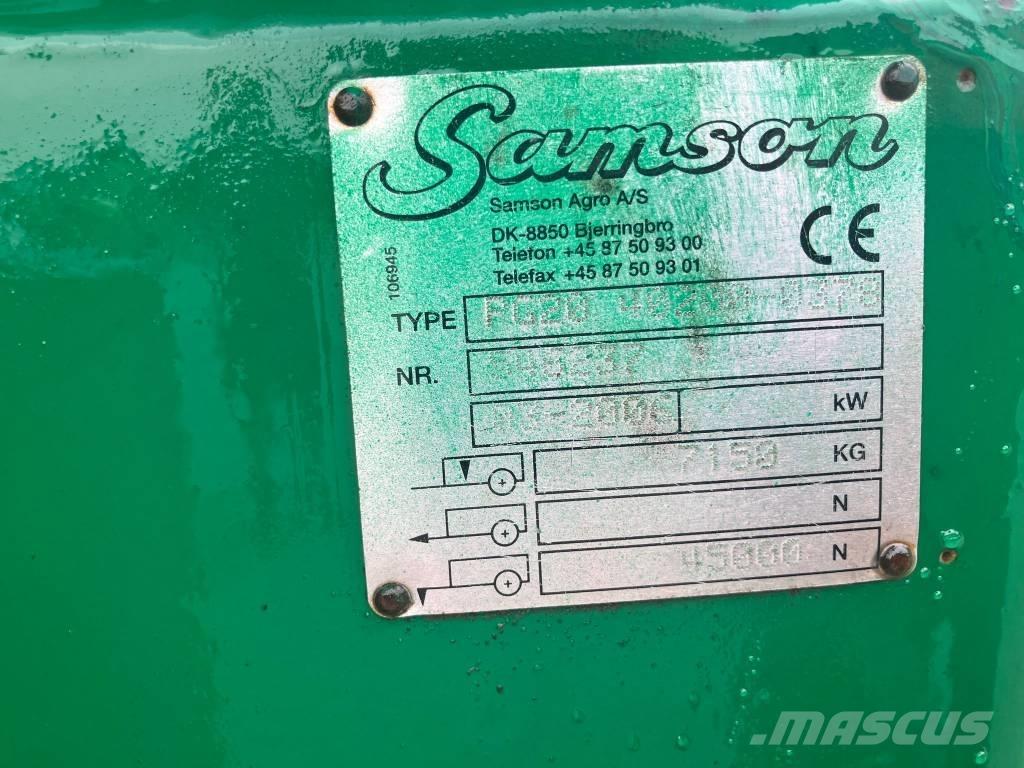 Samson
Samson Agro A/S
DK-8850 Bjerringbro
Telefon +45 87 50 93 00
Telefax +45 87 50 93 01
CE
106945
TYPE PG20
NR.
kW
7150 KG
N
45000 N
MASCUS